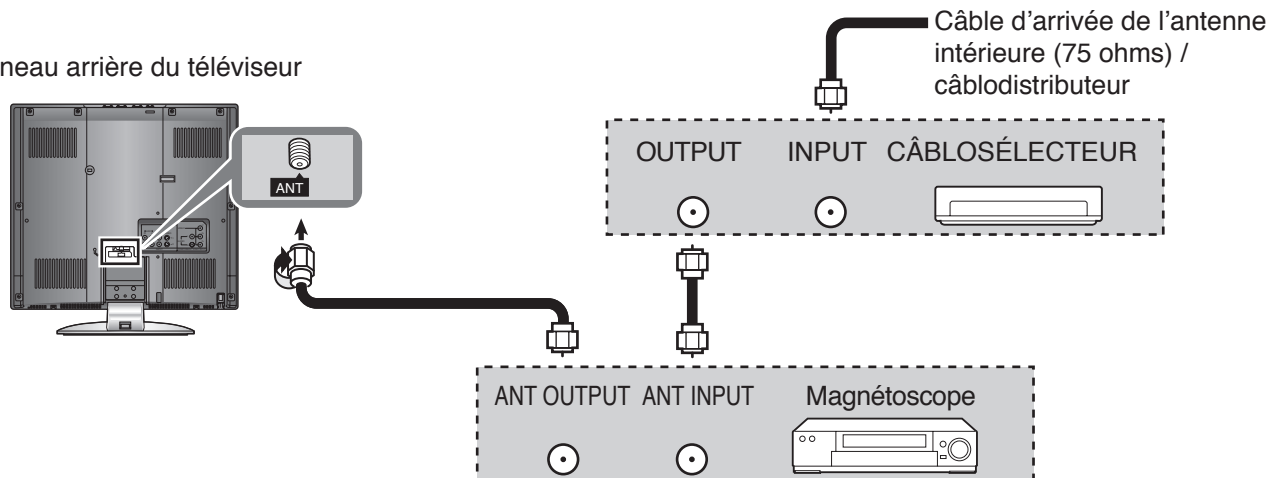 Câble d'arrivée de l'antenne
intérieure (75 ohms) /
câblodistributeur
neau arrière du téléviseur
ANT
OUTPUT INPUT CÂBLOSÉLECTEUR
ANT OUTPUT ANT INPUT Magnétoscope